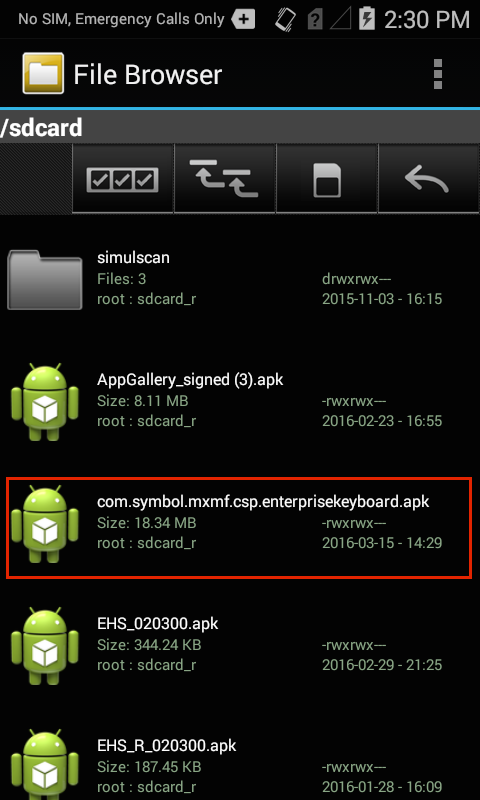 No SIM, Emergency Calls Only 2:30 PM
File Browser
/sdcard
simulscan
Files: 3 drwxrwx---
root : sdcard_r 2015-11-03 - 16:15
AppGallery_signed (3).apk
Size: 8.11 MB -rwxrwx---
root : sdcard_r 2016-02-23 - 16:55
com.symbol.mxmf.csp.enterprisekeyboard.apk
Size: 18.34 MB -rwxrwx---
root : sdcard_r 2016-03-15 - 14:29
EHS_020300.apk
Size: 344.24 KB -rwxrwx---
root : sdcard_r 2016-02-29 - 21:25
EHS_R_020300.apk
Size: 187.45 KB -rwxrwx---
root : sdcard_r 2016-01-28 - 16:09